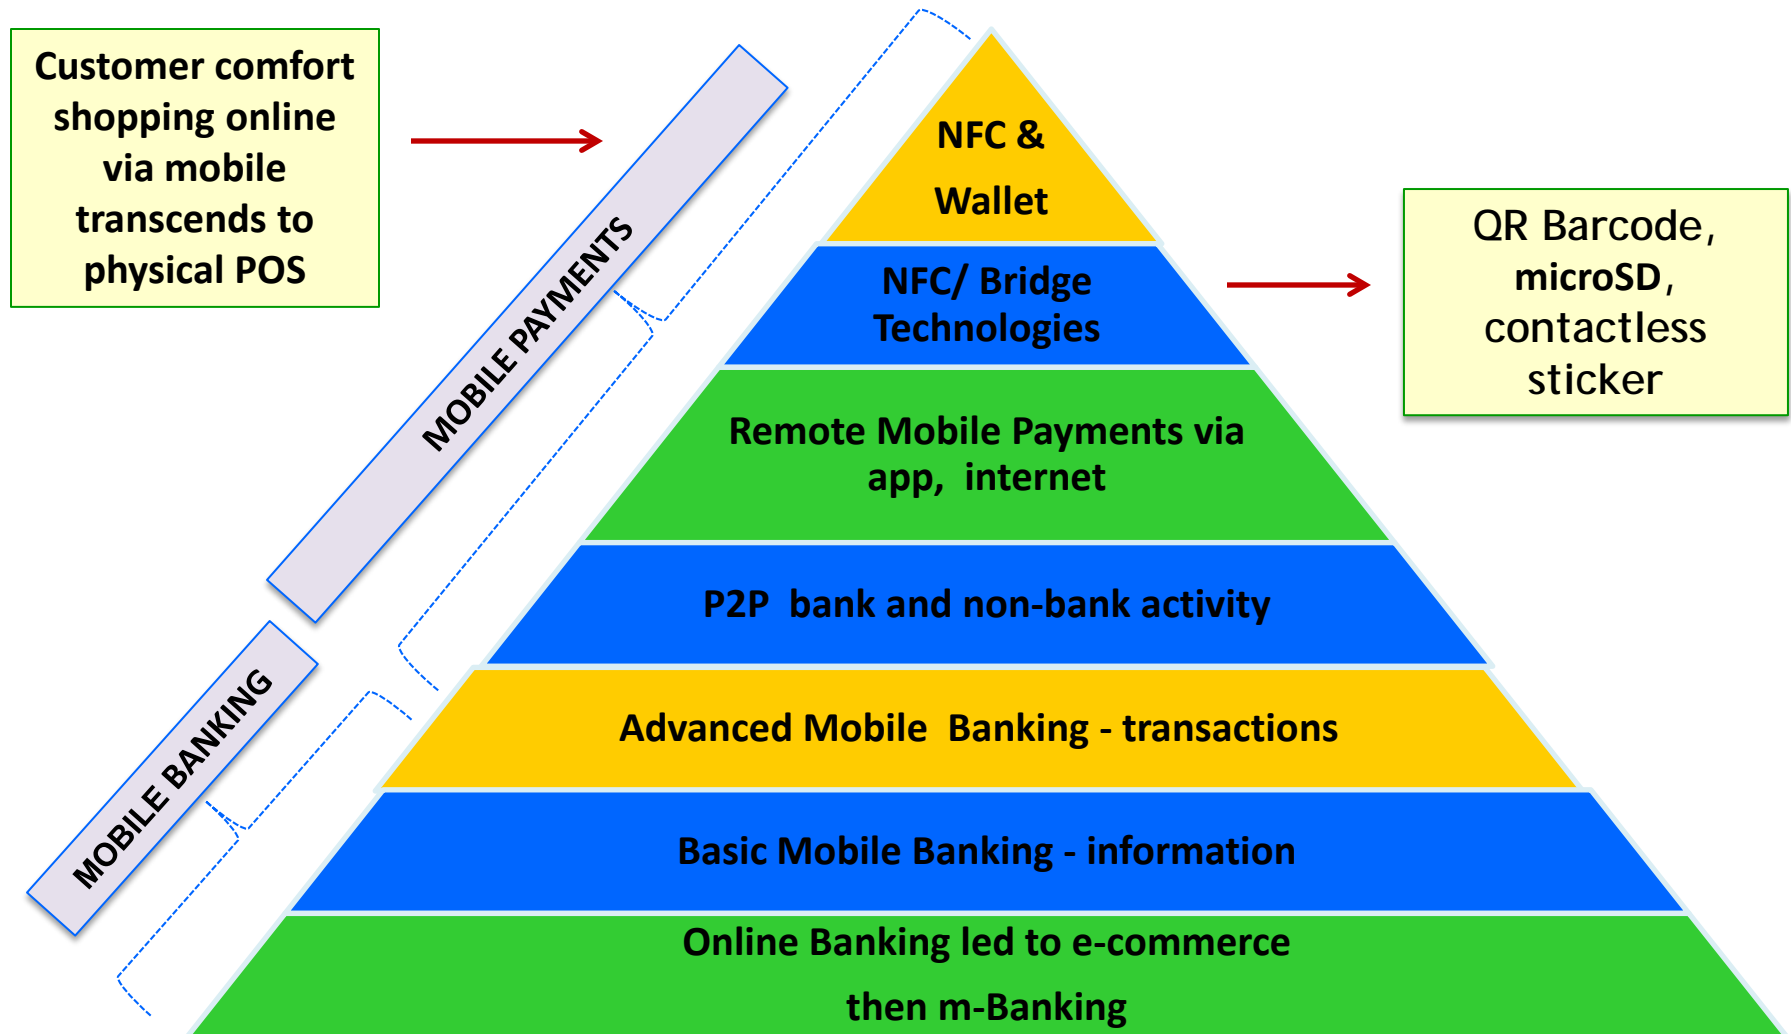 Customer comfort
shopping online
via mobile
transcends to
physical POS
MOBILE PAYMENTS
MOBILE BANKING
NFC &
Wallet
NFC/ Bridge
Technologies
Remote Mobile Payments via
app,  internet
P2P  bank and non-bank activity
Advanced Mobile  Banking - transactions
Basic Mobile Banking - information
Online Banking led to e-commerce
then m-Banking
QR Barcode,
microSD,
contactless
sticker